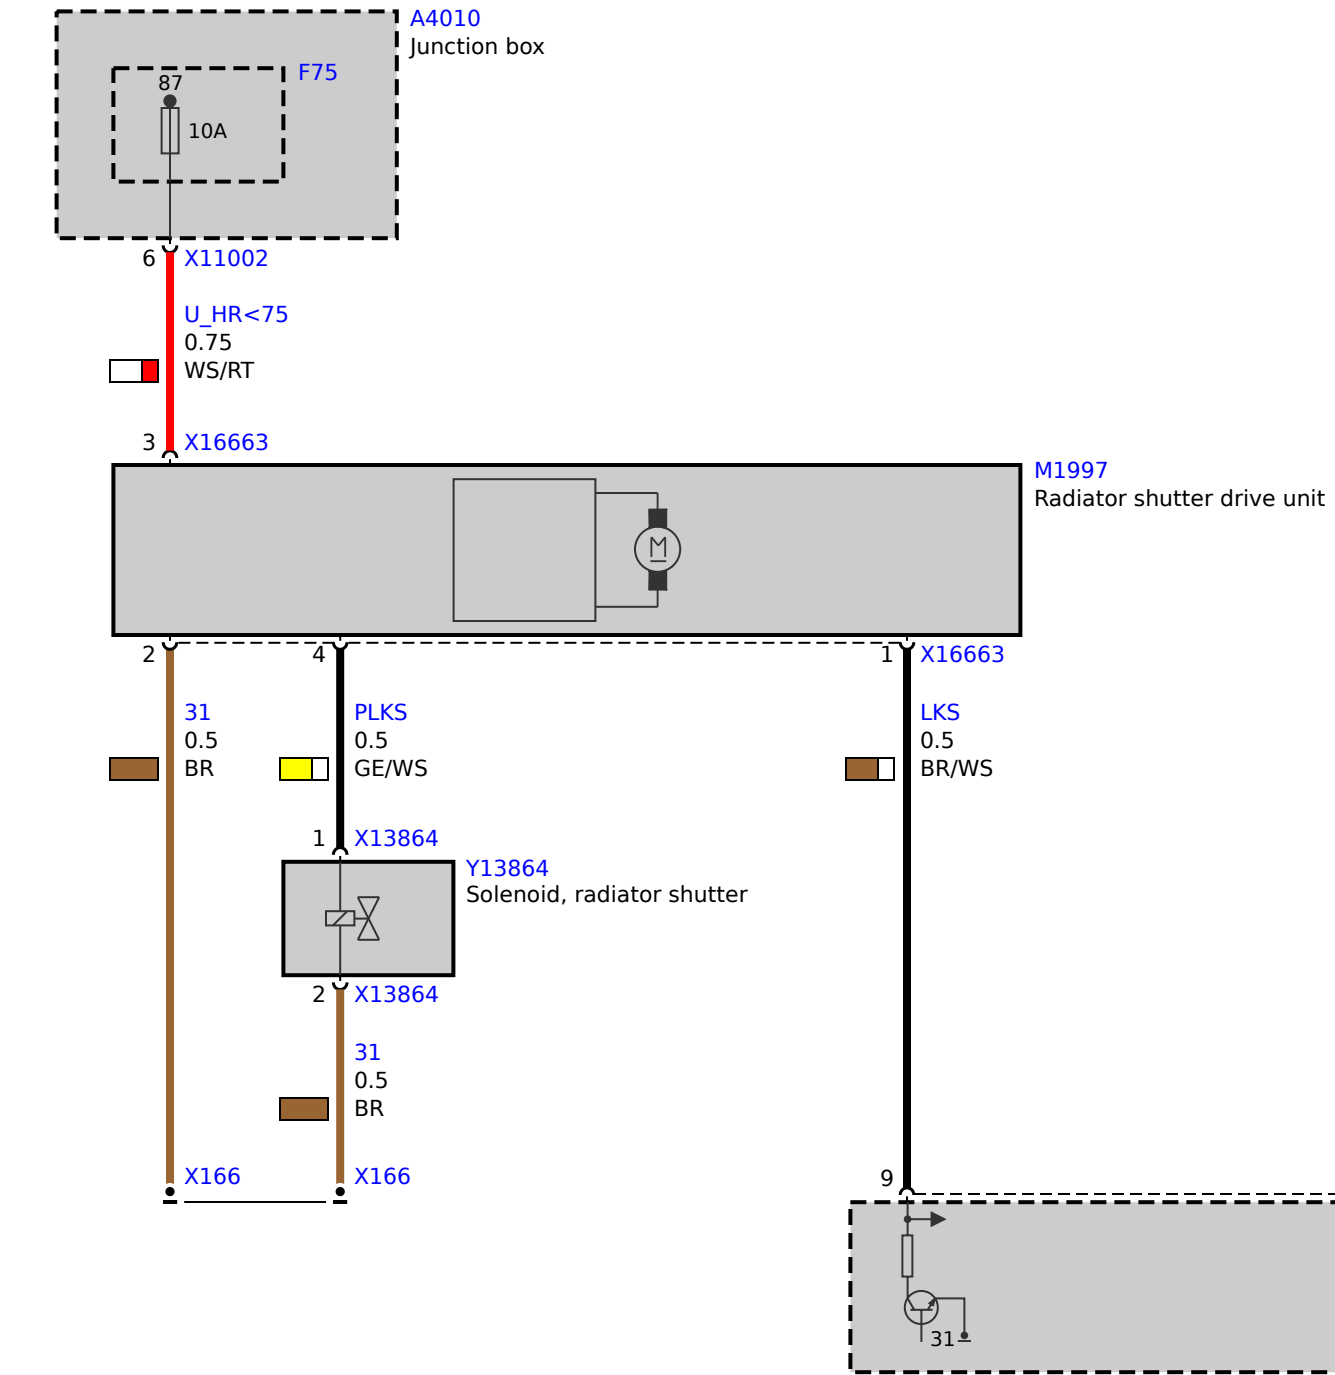 A4010
Junction box
F75
87
10A
6 X11002
U_HR<75
0.75
WS/RT
3 X16663
M1997
Radiator shutter drive unit
M
2 4 1 X16663
31 PLKS LKS
0.5 0.5 0.5
BR GE/WS BR/WS
1 X13864
Y13864
Solenoid, radiator shutter
2 X13864
31
0.5
BR
X166 X166
9
31